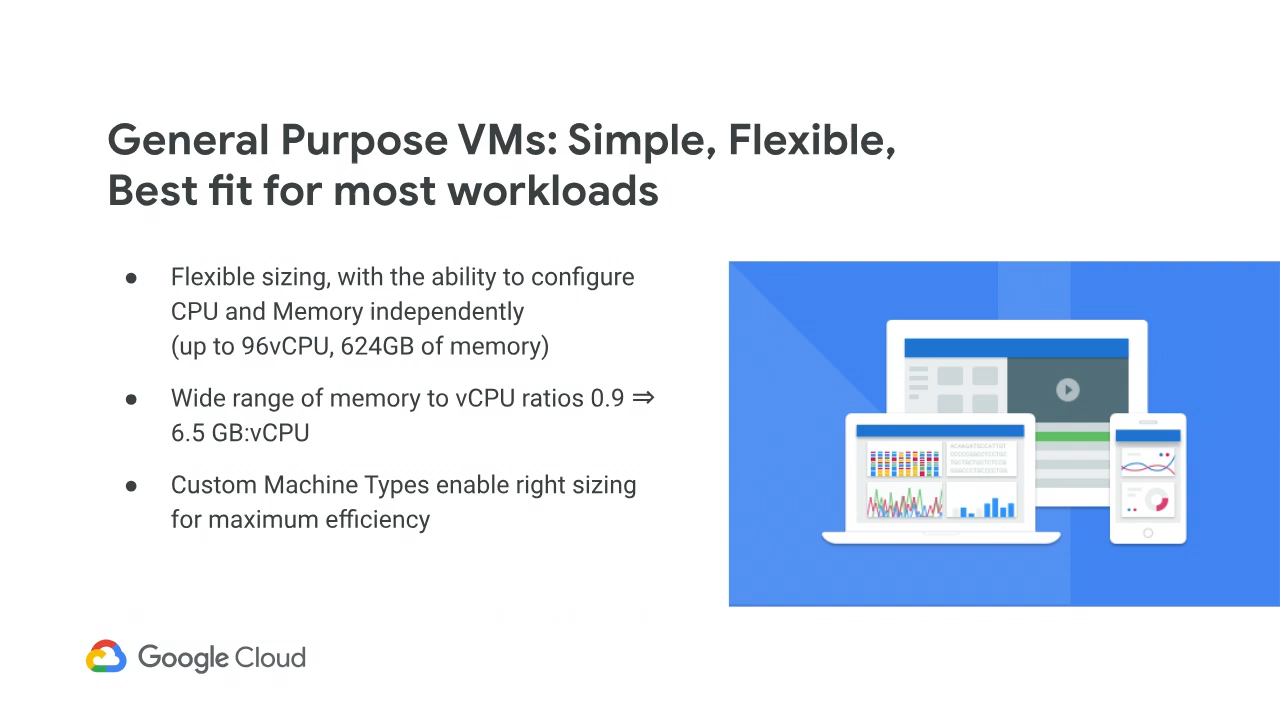 General Purpose VMs: Simple, Flexible,
Best fit for most workloads
● Flexible sizing, with the ability to configure
CPU and Memory independently
(up to 96vCPU, 624GB of memory)
● Wide range of memory to vCPU ratios 0.9 ⇒
6.5 GB:vCPU
● Custom Machine Types enable right sizing
for maximum efficiency
Google Cloud